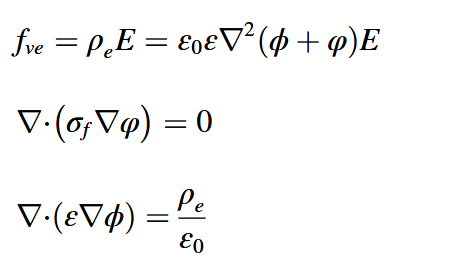 f_{ve} = ρ_e E = ε_0 ε ∇²(ϕ + φ)E
∇·(σ_f ∇φ) = 0
∇·(ε∇ϕ) = ρ_e / ε_0